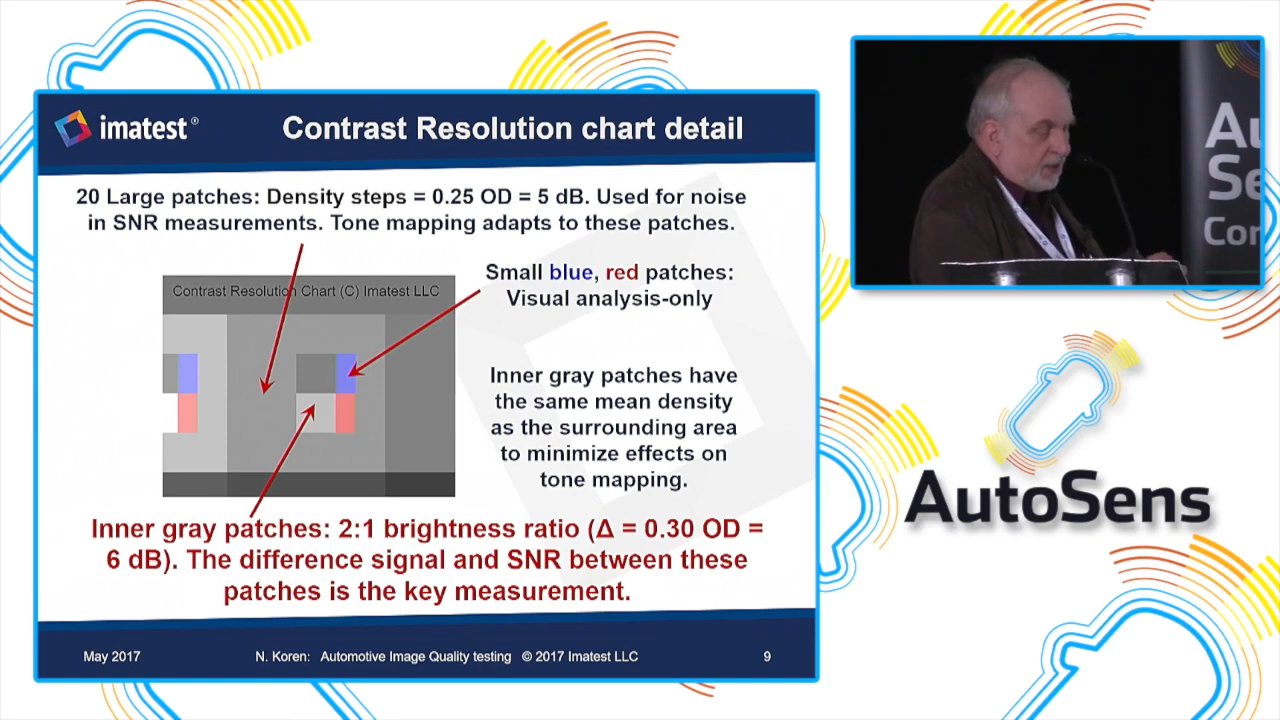 imatest®
Contrast Resolution chart detail
20 Large patches: Density steps = 0.25 OD = 5 dB. Used for noise
in SNR measurements. Tone mapping adapts to these patches.
Small blue, red patches:
Visual analysis-only
Contrast Resolution Chart (C) Imatest LLC
Inner gray patches have
the same mean density
as the surrounding area
to minimize effects on
tone mapping.
Inner gray patches: 2:1 brightness ratio (Δ = 0.30 OD =
6 dB). The difference signal and SNR between these
patches is the key measurement.
May 2017
N. Koren: Automotive Image Quality testing © 2017 Imatest LLC
9
Au
Se
Con
AutoSens